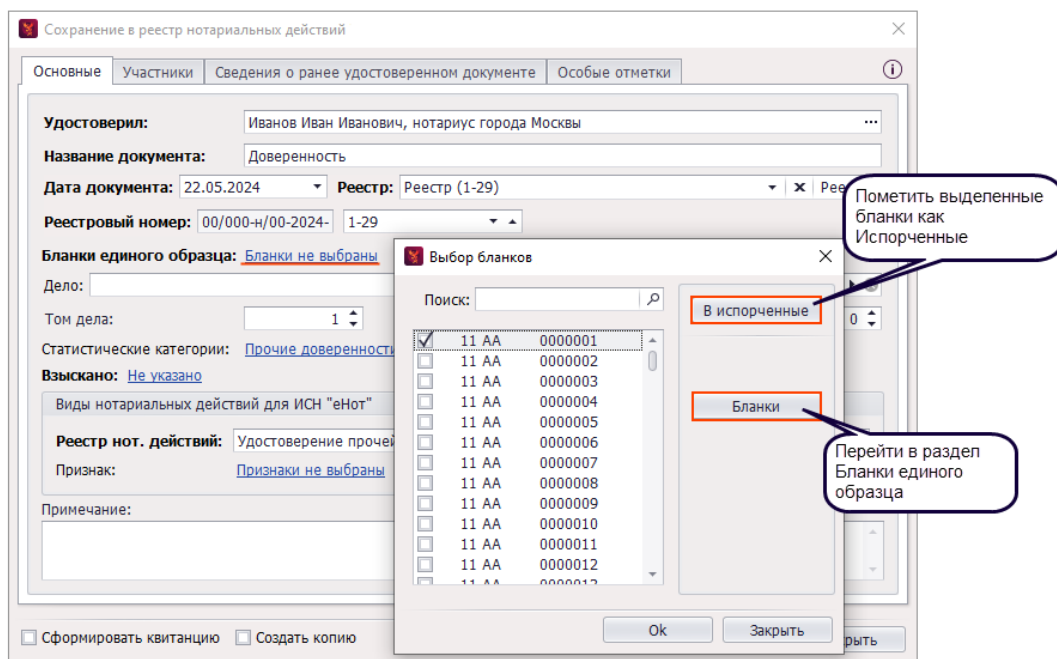 Сохранение в реестр нотариальных действий
Основные Участники Сведения о ранее удостоверенном документе Особые отметки
Удостоверил: Иванов Иван Иванович, нотариус города Москвы ...
Название документа: Доверенность
Дата документа: 22.05.2024 Реестр: Реестр (1-29)
Реестровый номер: 00/000-н/00-2024- 1-29
Бланки единого образца: Бланки не выбраны
Дело:
Том дела: 1 0
Статистические категории: Прочие доверенности
Взыскано: Не указано
Виды нотариальных действий для ИСН "еНот"
Реестр нот. действий: Удостоверение прочей
Признак: Признаки не выбраны
Примечание:
Сформировать квитанцию Создать копию
Выбор бланков
Поиск:
11 АА 0000001
11 АА 0000002
11 АА 0000003
11 АА 0000004
11 АА 0000005
11 АА 0000006
11 АА 0000007
11 АА 0000008
11 АА 0000009
11 АА 0000010
11 АА 0000011
11 АА 0000012
В испорченные
Бланки
Ok Закрыть
Пометить выделенные
бланки как
Испорченные
Перейти в раздел
Бланки единого
образца